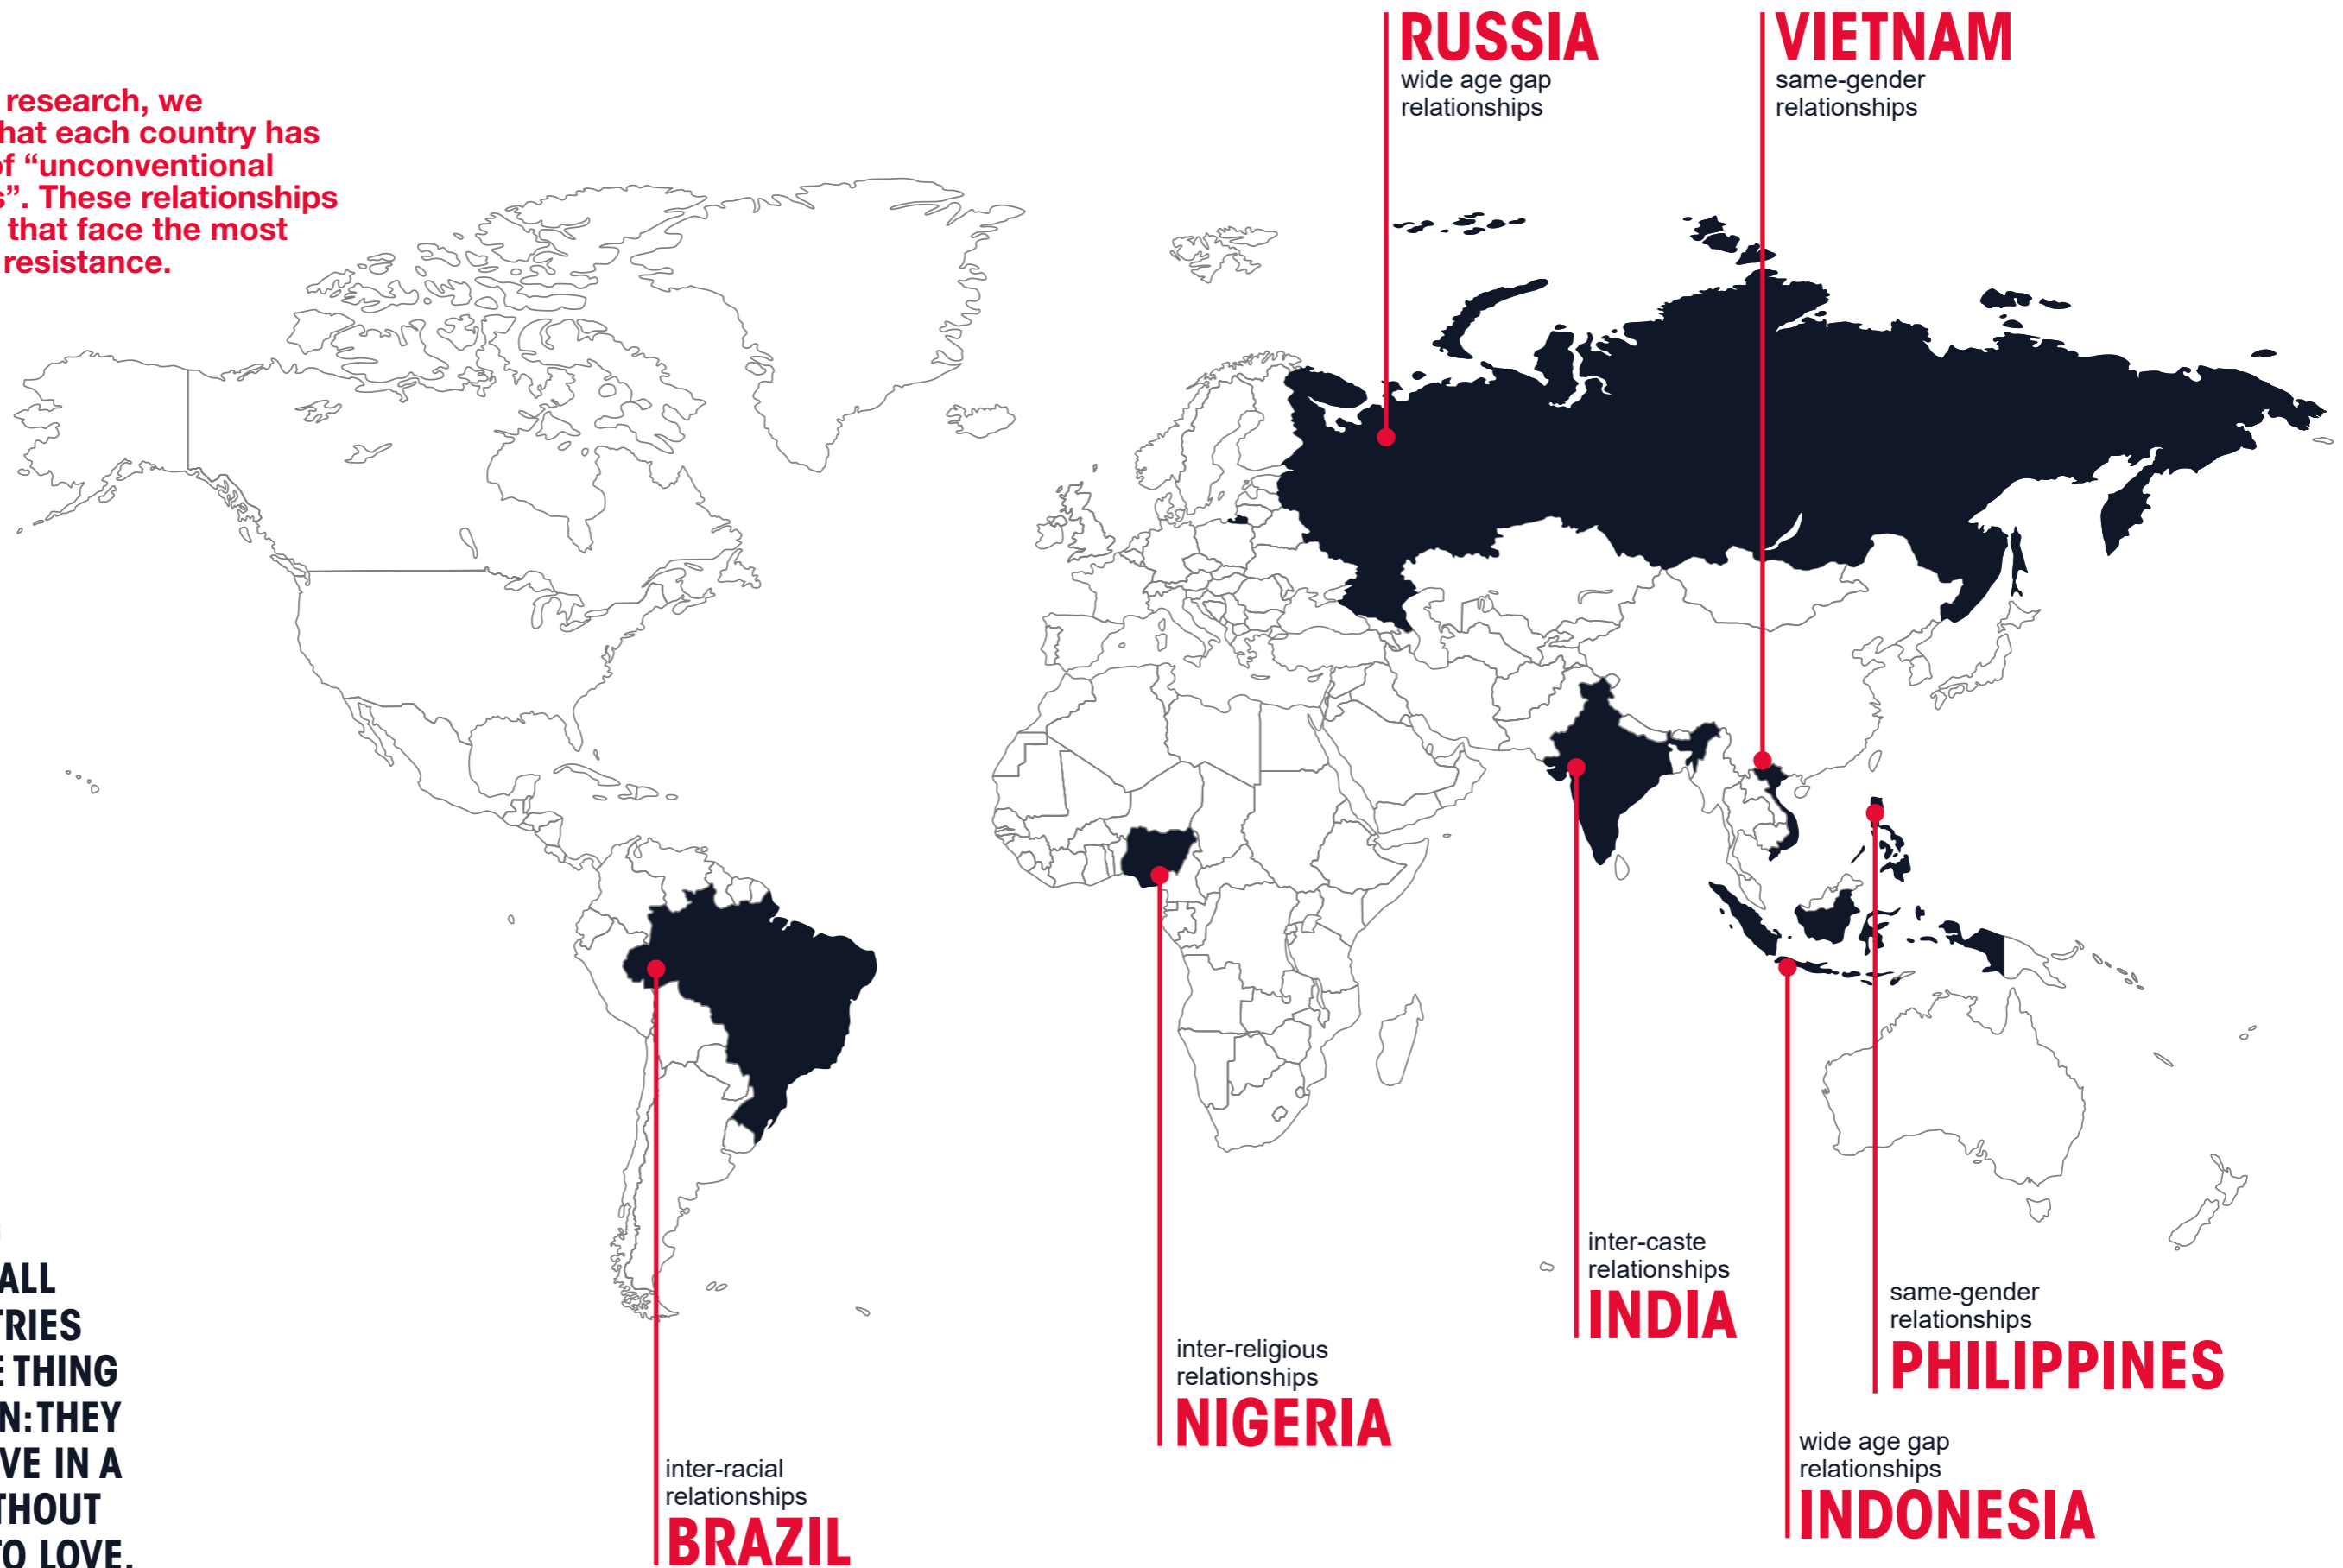 research, we
hat each country has
of “unconventional
s”. These relationships
that face the most
resistance.
RUSSIA
wide age gap
relationships
VIETNAM
same-gender
relationships
ALL
TRIES
E THING
N: THEY
VE IN A
THOUT
TO LOVE.
inter-racial
relationships
BRAZIL
inter-religious
relationships
NIGERIA
inter-caste
relationships
INDIA
same-gender
relationships
PHILIPPINES
wide age gap
relationships
INDONESIA